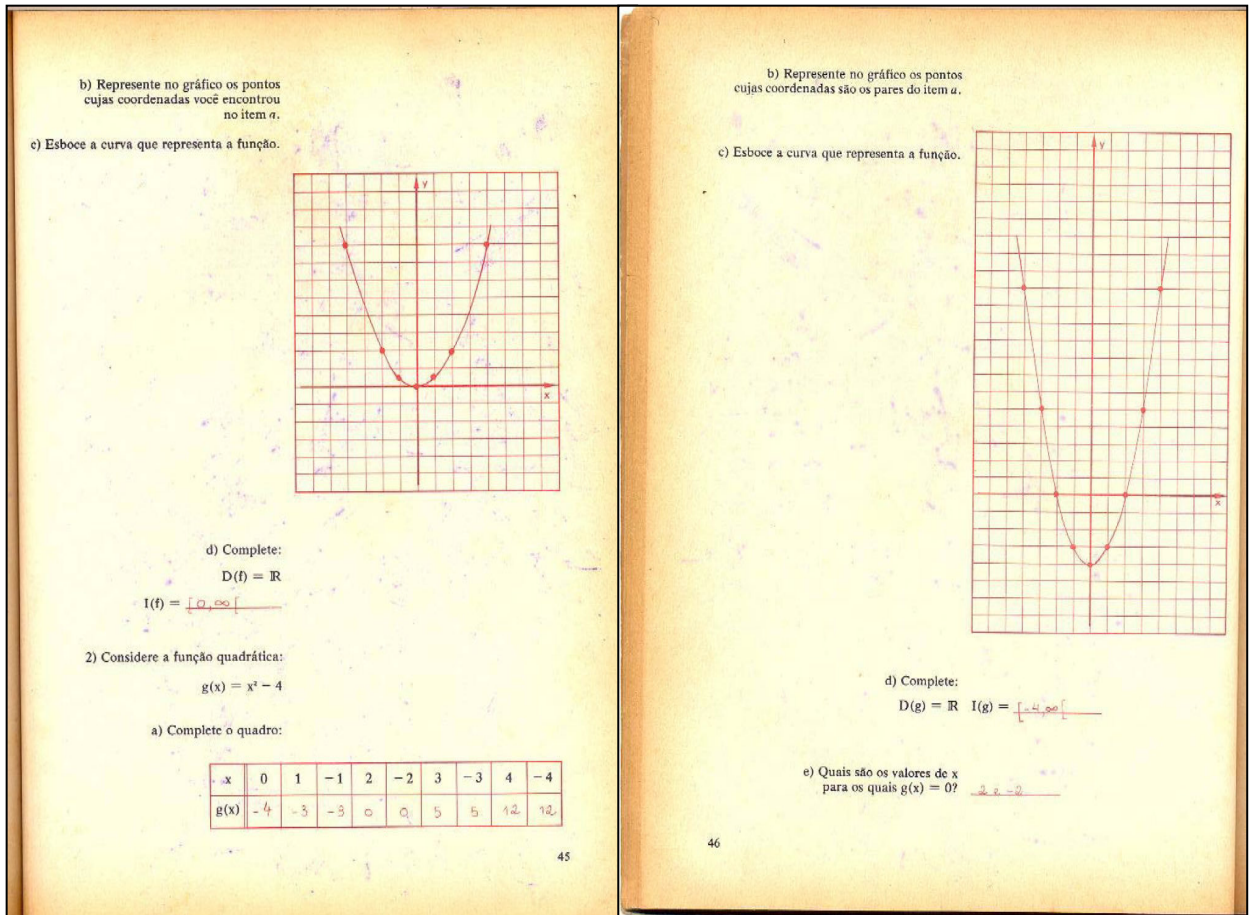 b) Represente no gráfico os pontos
cujas coordenadas você encontrou
no item a.
c) Esboce a curva que representa a função.
y
x
d) Complete:
D(f) = ℝ
I(f) = [0,∞[
2) Considere a função quadrática:
g(x) = x² − 4
a) Complete o quadro:
x 0 1 −1 2 −2 3 −3 4 −4
g(x) -4 -3 -3 0 0 5 5 12 12
45
b) Represente no gráfico os pontos
cujas coordenadas são os pares do item a.
c) Esboce a curva que representa a função.
y
x
d) Complete:
D(g) = ℝ I(g) = [-4,∞[
e) Quais são os valores de x
para os quais g(x) = 0? 2 e -2
46